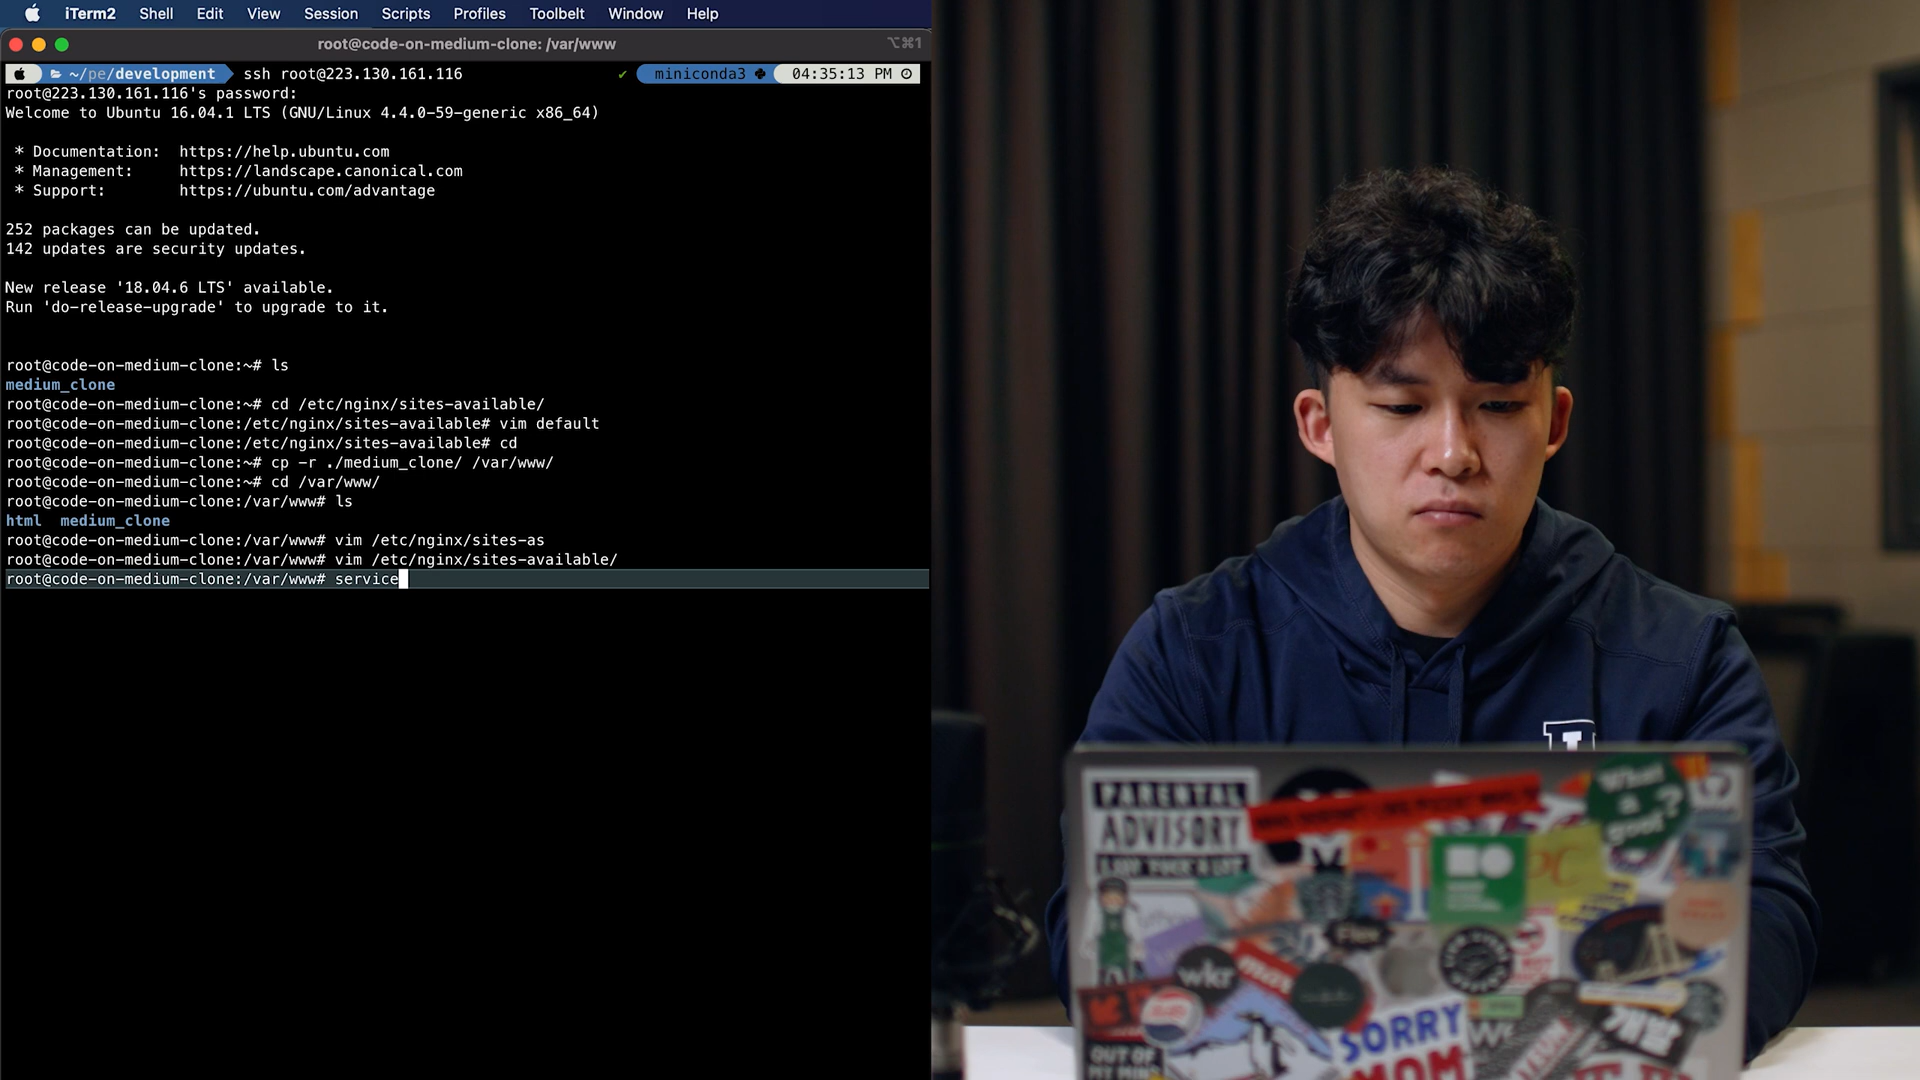 iTerm2 Shell Edit View Session Scripts Profiles Toolbelt Window Help
root@code-on-medium-clone: /var/www
⌥⌘1
~/pe/development ssh root@223.130.161.116 ✔ miniconda3 04:35:13 PM
root@223.130.161.116's password:
Welcome to Ubuntu 16.04.1 LTS (GNU/Linux 4.4.0-59-generic x86_64)
* Documentation: https://help.ubuntu.com
* Management: https://landscape.canonical.com
* Support: https://ubuntu.com/advantage
252 packages can be updated.
142 updates are security updates.
New release '18.04.6 LTS' available.
Run 'do-release-upgrade' to upgrade to it.
root@code-on-medium-clone:~# ls
medium_clone
root@code-on-medium-clone:~# cd /etc/nginx/sites-available/
root@code-on-medium-clone:/etc/nginx/sites-available# vim default
root@code-on-medium-clone:/etc/nginx/sites-available# cd
root@code-on-medium-clone:~# cp -r ./medium_clone/ /var/www/
root@code-on-medium-clone:~# cd /var/www/
root@code-on-medium-clone:/var/www# ls
html medium_clone
root@code-on-medium-clone:/var/www# vim /etc/nginx/sites-as
root@code-on-medium-clone:/var/www# vim /etc/nginx/sites-available/
root@code-on-medium-clone:/var/www# service
PARENTAL
ADVISORY
What
a
goof?
Flex
wkr
max
SORRY
MOM
OUT OF
MY MIND